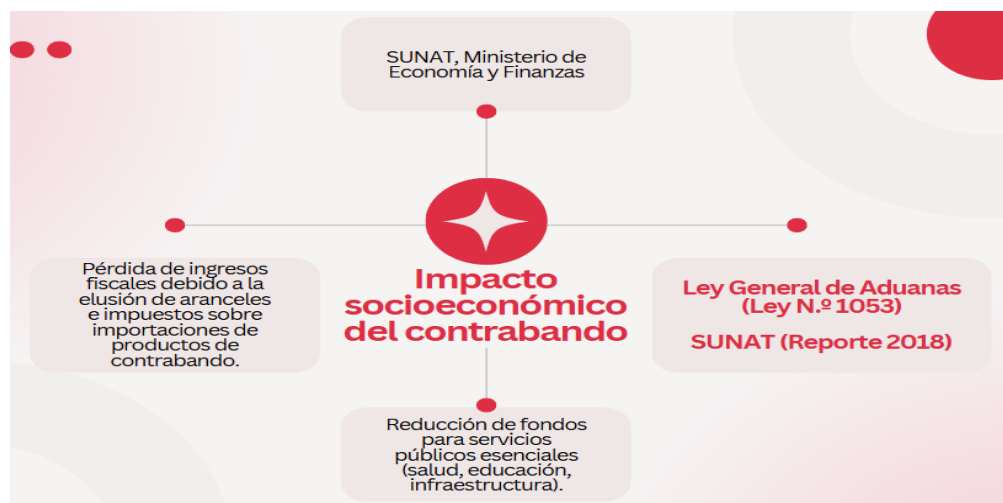 SUNAT, Ministerio de
Economía y Finanzas
Pérdida de ingresos
fiscales debido a la
elusión de aranceles
e impuestos sobre
importaciones de
productos de
contrabando.
Impacto
socioeconómico
del contrabando
Ley General de Aduanas
(Ley N.º 1053)
SUNAT (Reporte 2018)
Reducción de fondos
para servicios
públicos esenciales
(salud, educación,
infraestructura).